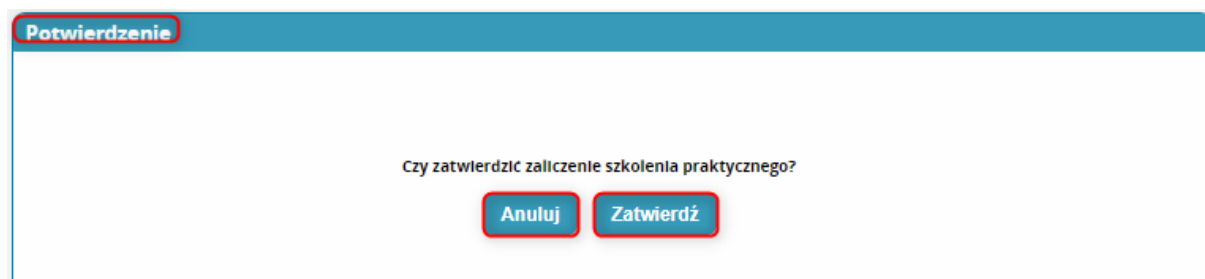 Potwierdzenie
Czy zatwierdzić zaliczenie szkolenia praktycznego?
Anuluj Zatwierdź